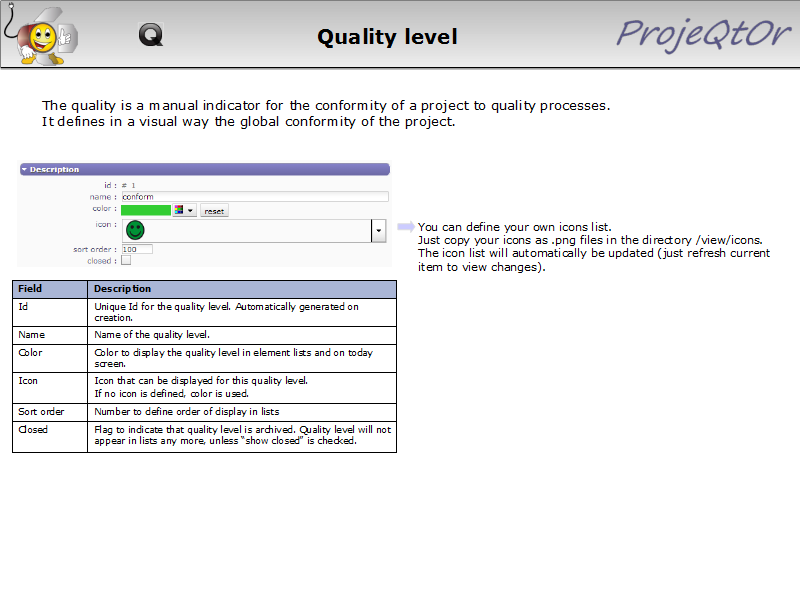 Q
Quality level
ProjeQtOr
The quality is a manual indicator for the conformity of a project to quality processes.
It defines in a visual way the global conformity of the project.
Description
id : # 1
name : conform
color : reset
icon :
sort order : 100
closed :
You can define your own icons list.
Just copy your icons as .png files in the directory /view/icons.
The icon list will automatically be updated (just refresh current
item to view changes).
Field Description
Id Unique Id for the quality level. Automatically generated on
creation.
Name Name of the quality level.
Color Color to display the quality level in element lists and on today
screen.
Icon Icon that can be displayed for this quality level.
If no icon is defined, color is used.
Sort order Number to define order of display in lists
Closed Flag to indicate that quality level is archived. Quality level will not
appear in lists any more, unless “show closed” is checked.